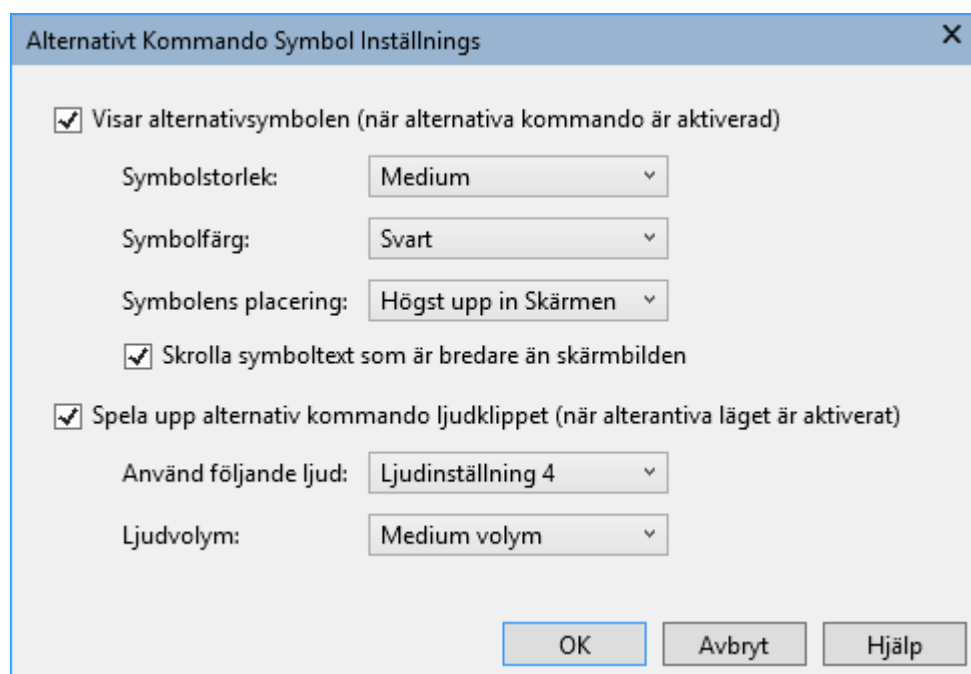 Alternativt Kommando Symbol Inställnings
Visar alternativsymbolen (när alternativa kommando är aktiverad)
Symbolstorlek: Medium
Symbolfärg: Svart
Symbolens placering: Högst upp in Skärmen
Skrolla symboltext som är bredare än skärmbilden
Spela upp alternativ kommando ljudklippet (när alterantiva läget är aktiverat)
Använd följande ljud: Ljudinställning 4
Ljudvolym: Medium volym
OK Avbryt Hjälp